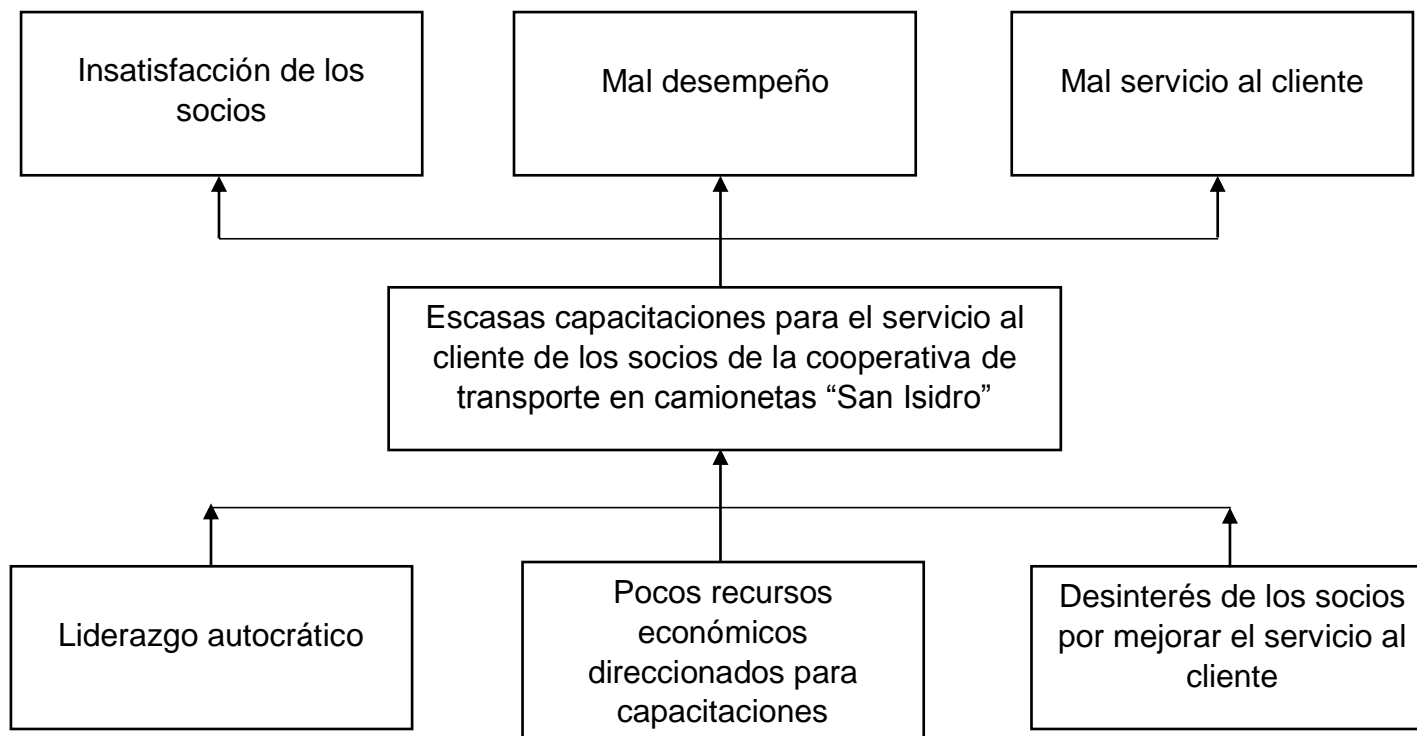 Insatisfacción de los
socios
Mal desempeño
Mal servicio al cliente
Escasas capacitaciones para el servicio al
cliente de los socios de la cooperativa de
transporte en camionetas “San Isidro”
Liderazgo autocrático
Pocos recursos
económicos
direccionados para
capacitaciones
Desinterés de los socios
por mejorar el servicio al
cliente